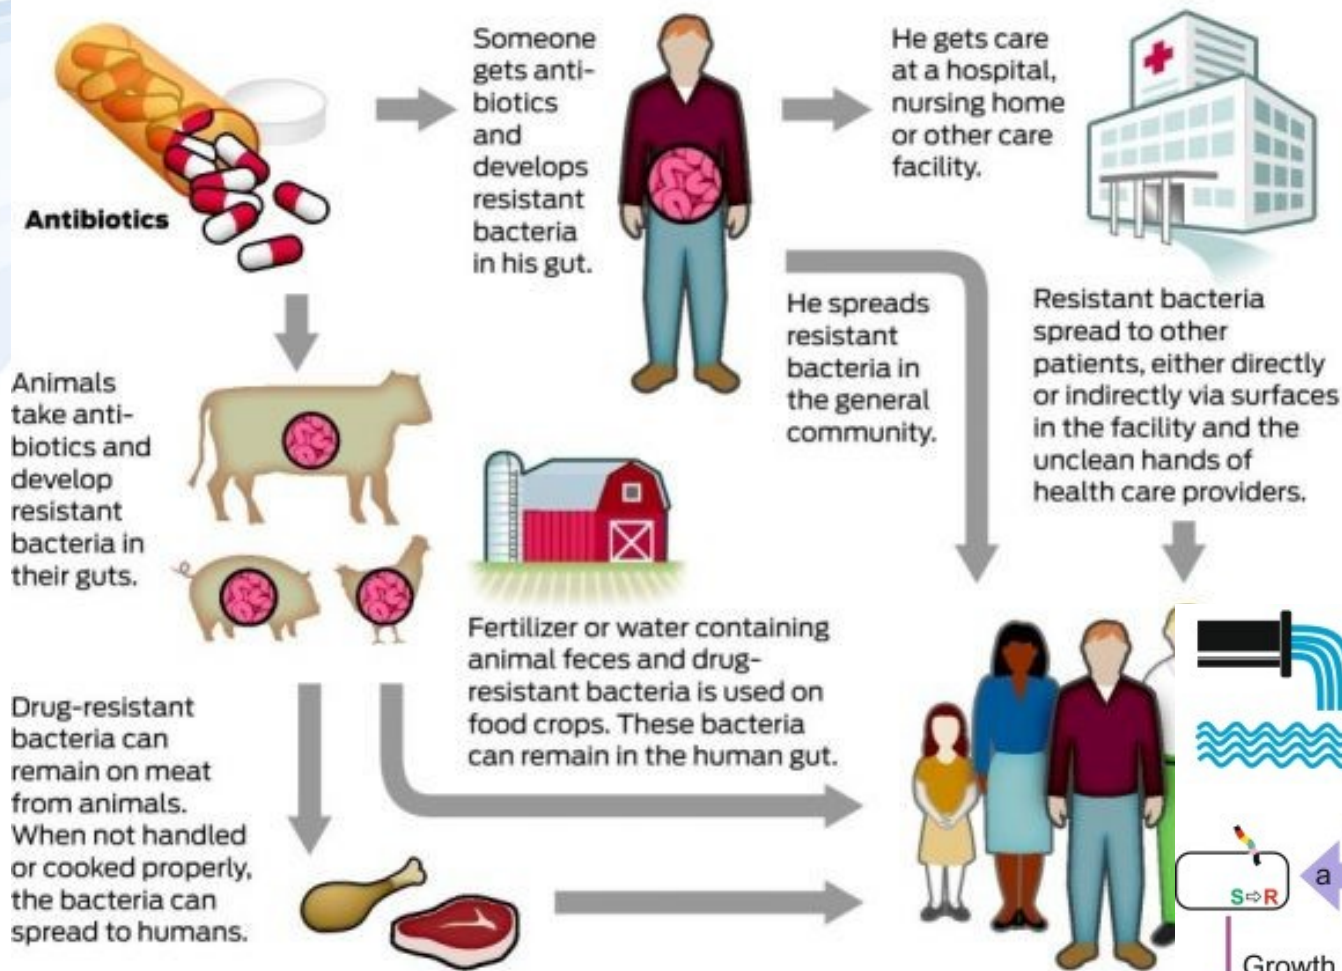 Antibiotics
Someone
gets anti-
biotics
and
develops
resistant
bacteria
in his gut.
He gets care
at a hospital,
nursing home
or other care
facility.
He spreads
resistant
bacteria in
the general
community.
Resistant bacteria
spread to other
patients, either directly
or indirectly via surfaces
in the facility and the
unclean hands of
health care providers.
Animals
take anti-
biotics and
develop
resistant
bacteria in
their guts.
Fertilizer or water containing
animal feces and drug-
resistant bacteria is used on
food crops. These bacteria
can remain in the human gut.
Drug-resistant
bacteria can
remain on meat
from animals.
When not handled
or cooked properly,
the bacteria can
spread to humans.
a
S⇨R
Growth